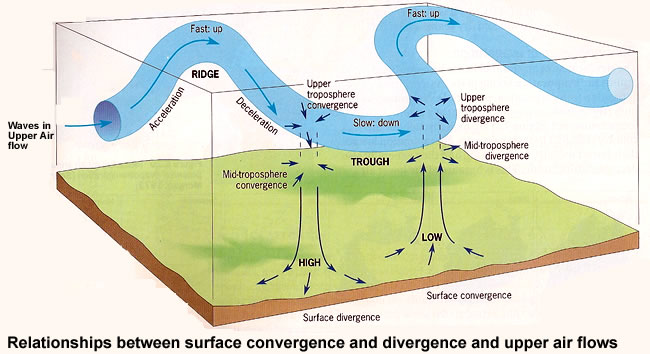 Fast: up
Fast: up
RIDGE
Acceleration
Deceleration
Waves in
Upper Air
flow
Upper
troposphere
convergence
Slow: down
Upper
troposphere
divergence
TROUGH
Mid-troposphere
divergence
Mid-troposphere
convergence
HIGH
LOW
Surface divergence
Surface convergence
Relationships between surface convergence and divergence and upper air flows